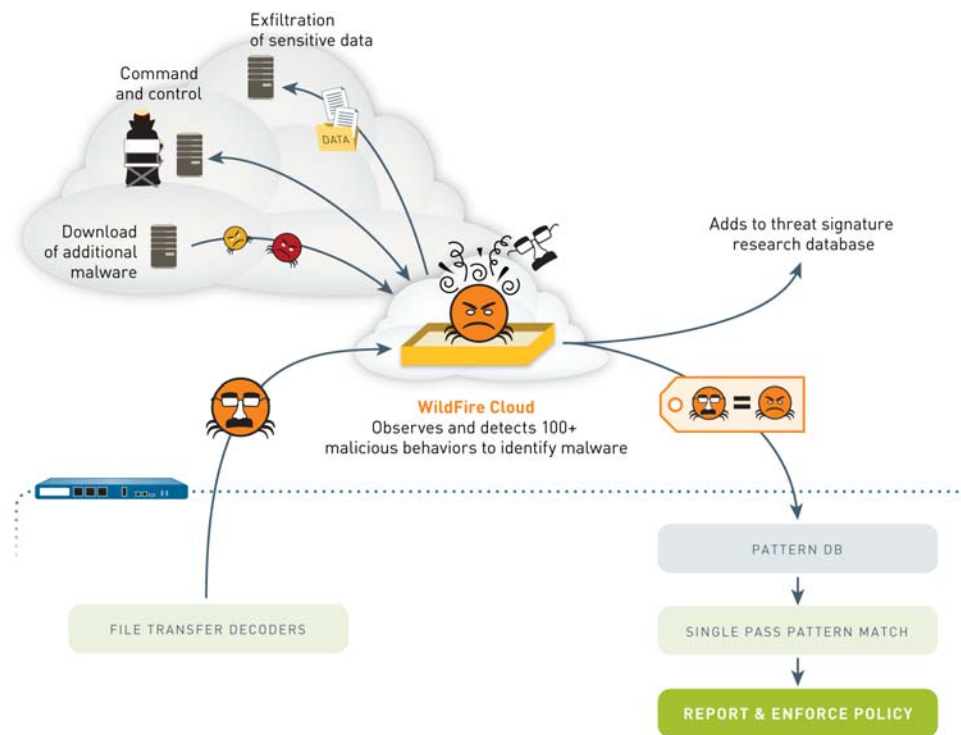 Exfiltration
of sensitive data
Command
and control
DATA
Download
of additional
malware
Adds to threat signature
research database
WildFire Cloud
Observes and detects 100+
malicious behaviors to identify malware
=
PATTERN DB
FILE TRANSFER DECODERS
SINGLE PASS PATTERN MATCH
REPORT & ENFORCE POLICY